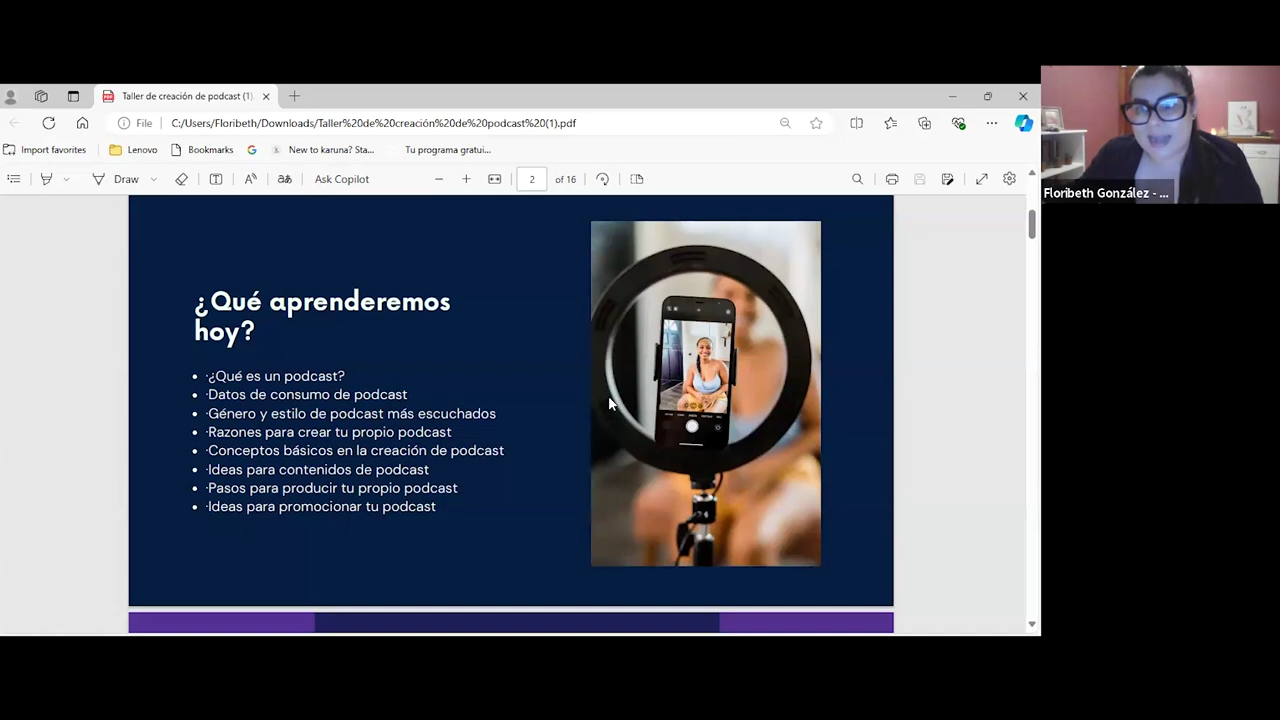 Taller de creación de podcast (1).
File
C:/Users/Floribeth/Downloads/Taller%20de%20creación%20de%20podcast%20(1).pdf
Import favorites
Lenovo
Bookmarks
New to karuna? Sta...
Tu programa gratui...
Draw
Ask Copilot
2
of 16
Floribeth González - ...
¿Qué aprenderemos
hoy?
• ·¿Qué es un podcast?
• ·Datos de consumo de podcast
• ·Género y estilo de podcast más escuchados
• ·Razones para crear tu propio podcast
• ·Conceptos básicos en la creación de podcast
• ·Ideas para contenidos de podcast
• ·Pasos para producir tu propio podcast
• ·Ideas para promocionar tu podcast